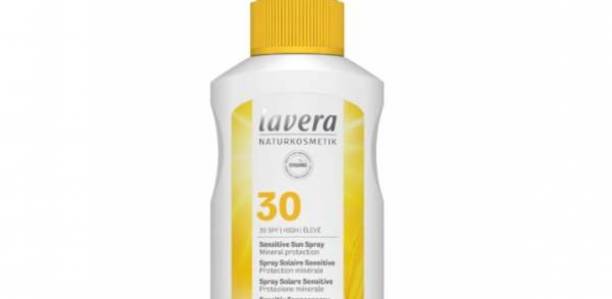 lavera
NATURKOSMETIK
30
30 SPF | HIGH | ÉLEVÉ
Sensitive Sun Spray
Mineral protection
Spray Solaire Sensitive
Protection minérale
Spray Solare Sensitive
Protezione minerale